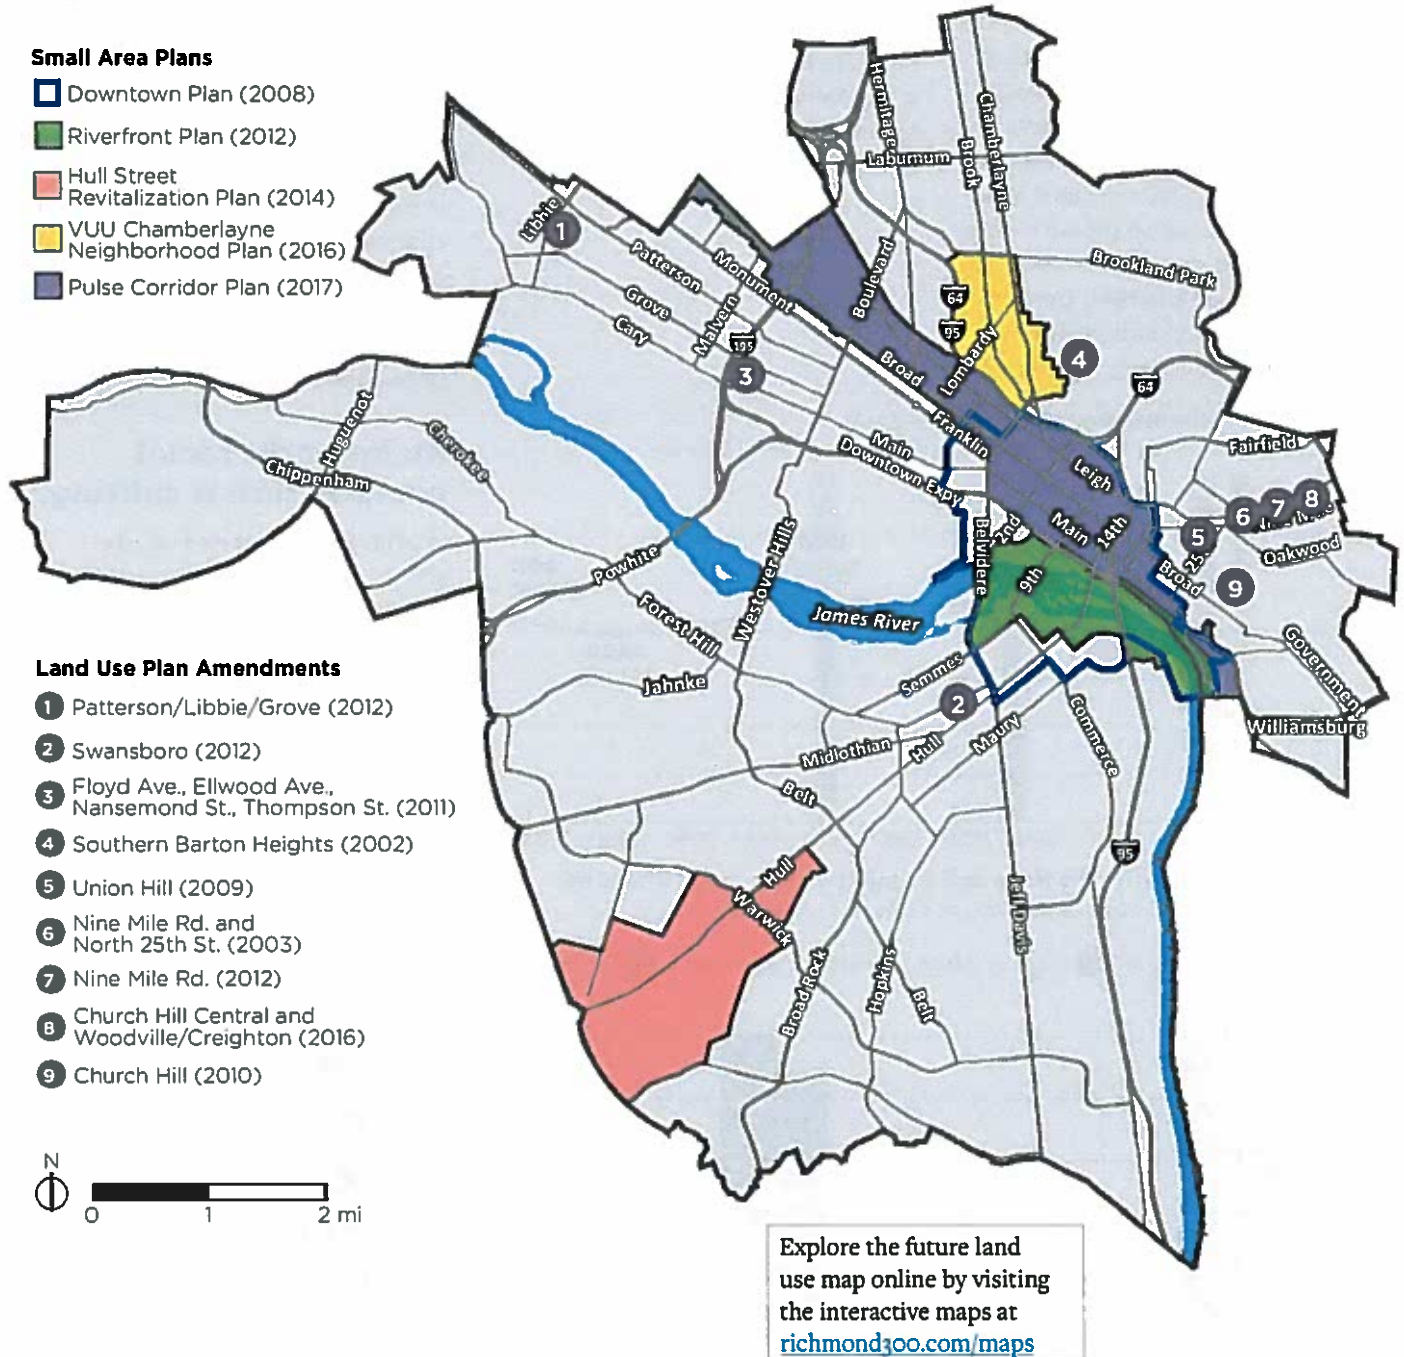 Small Area Plans
Downtown Plan (2008)
Riverfront Plan (2012)
Hull Street
Revitalization Plan (2014)
VUU Chamberlayne
Neighborhood Plan (2016)
Pulse Corridor Plan (2017)
Hermitage
Chamberlayne
Brook
Laburnum
Libbie
1
Patterson
Monument
Boulevard
Brookland Park
Grove
Malvern
64
Cary
195
95
Lombardy
4
3
Broad
64
Huguenot
Cherokee
Franklin
Main
Fairfield
Chippenham
Downtown Expy
Leigh
6
7
8
Belvidere
2nd
Main
14th
5
25
Oakwood
Westover Hills
Powhite
9th
Broad
9
James River
Forest Hill
Government
Semmes
Jahnke
2
Williamsburg
Midlothian
Hull
Maury
Commerce
Belt
95
Hull
Warwick
Jeff Davis
Broad Rock
Hopkins
Belt
Land Use Plan Amendments
1 Patterson/Libbie/Grove (2012)
2 Swansboro (2012)
3 Floyd Ave., Ellwood Ave.,
Nansemond St., Thompson St. (2011)
4 Southern Barton Heights (2002)
5 Union Hill (2009)
6 Nine Mile Rd. and
North 25th St. (2003)
7 Nine Mile Rd. (2012)
8 Church Hill Central and
Woodville/Creighton (2016)
9 Church Hill (2010)
N
0 1 2 mi
Explore the future land
use map online by visiting
the interactive maps at
richmond300.com/maps